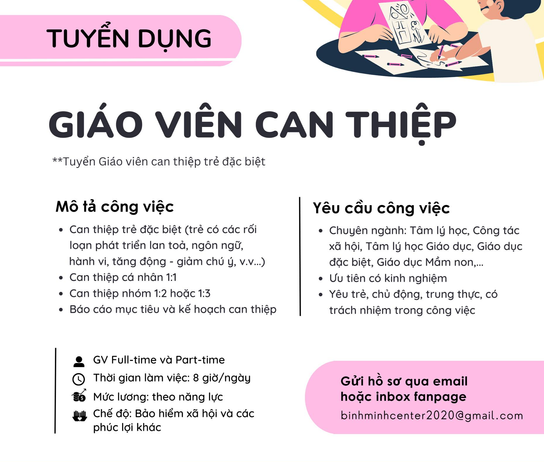 TUYỂN DỤNG
GIÁO VIÊN CAN THIỆP
**Tuyển Giáo viên can thiệp trẻ đặc biệt
Mô tả công việc
• Can thiệp trẻ đặc biệt (trẻ có các rối
loạn phát triển lan toả, ngôn ngữ,
hành vi, tăng động - giảm chú ý, v.v...)
• Can thiệp cá nhân 1:1
• Can thiệp nhóm 1:2 hoặc 1:3
• Báo cáo mục tiêu và kế hoạch can thiệp
Yêu cầu công việc
• Chuyên ngành: Tâm lý học, Công tác
xã hội, Tâm lý học Giáo dục, Giáo dục
đặc biệt, Giáo dục Mầm non,...
• Ưu tiên có kinh nghiệm
• Yêu trẻ, chủ động, trung thực, có
trách nhiệm trong công việc
GV Full-time và Part-time
Thời gian làm việc: 8 giờ/ngày
Mức lương: theo năng lực
Chế độ: Bảo hiểm xã hội và các
phúc lợi khác
Gửi hồ sơ qua email
hoặc inbox fanpage
binhminhcenter2020@gmail.com